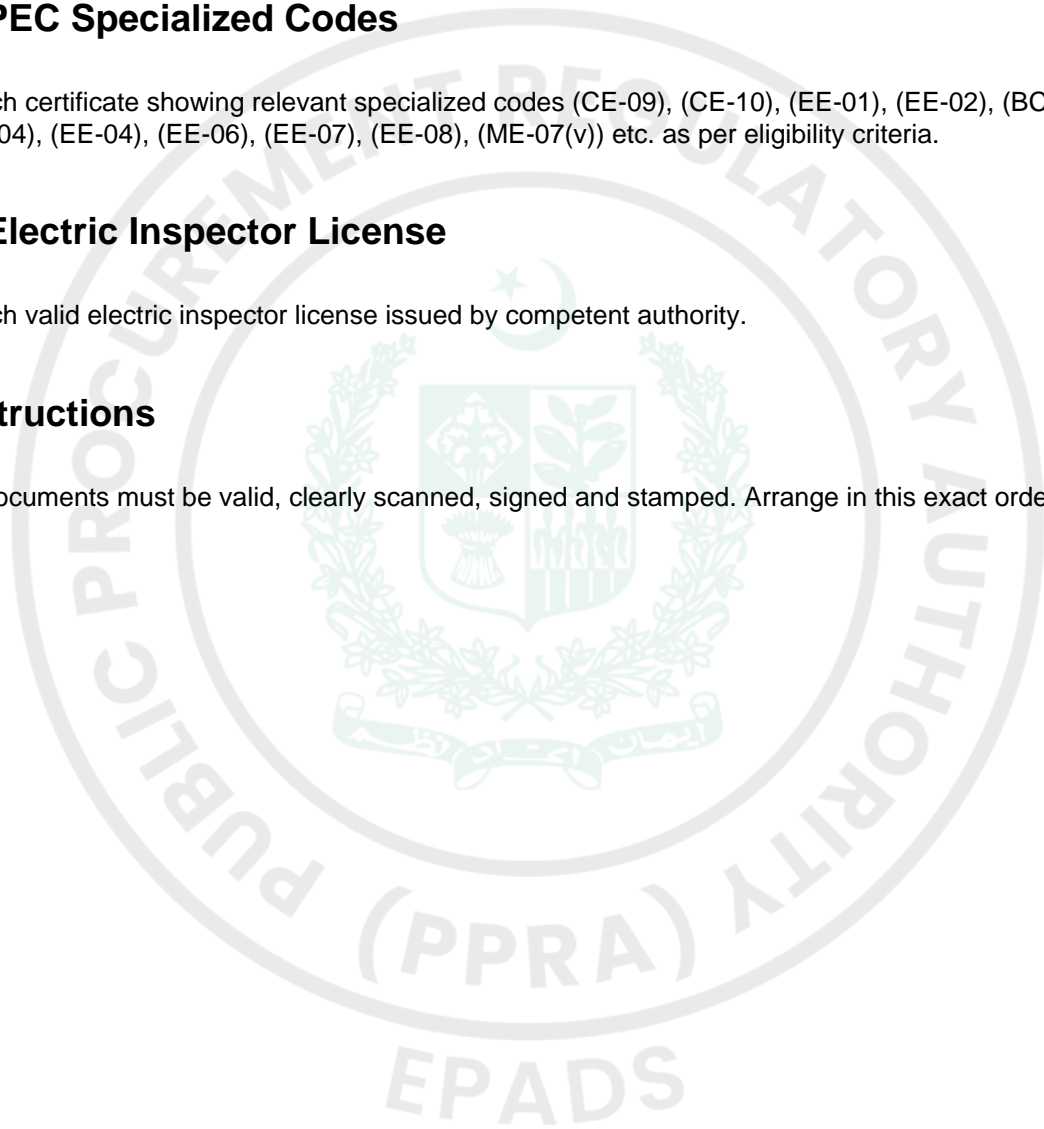 PEC Specialized Codes
ch certificate showing relevant specialized codes (CE-09), (CE-10), (EE-01), (EE-02), (BC
04), (EE-04), (EE-06), (EE-07), (EE-08), (ME-07(v)) etc. as per eligibility criteria.
Electric Inspector License
ch valid electric inspector license issued by competent authority.
tructions
ocuments must be valid, clearly scanned, signed and stamped. Arrange in this exact orde
PUBLIC PROCUREMENT REGULATORY AUTHORITY
(PPRA)
EPADS